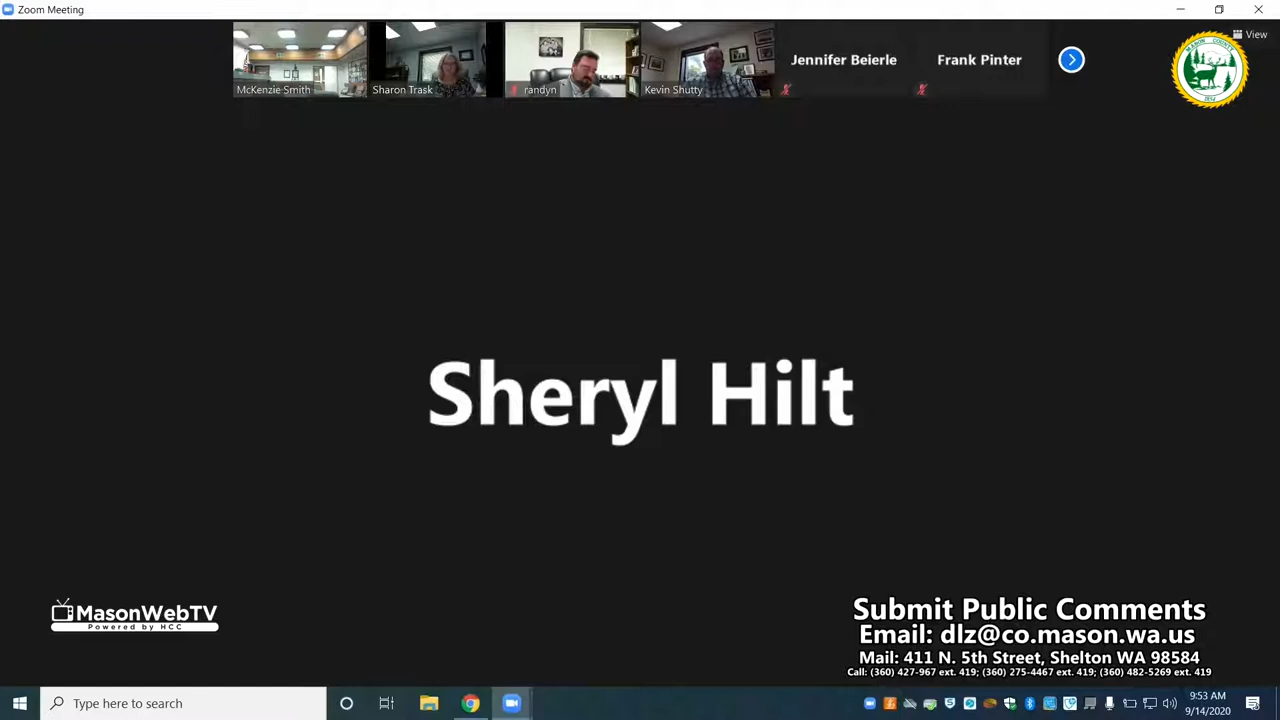 Zoom Meeting
View
McKenzie Smith
Sharon Trask
randyn
Kevin Shutty
Jennifer Beierle
Frank Pinter
MASON COUNTY
1854
Sheryl Hilt
MasonWebTV
Powered by HCC
Submit Public Comments
Email: dlz@co.mason.wa.us
Mail: 411 N. 5th Street, Shelton WA 98584
Call: (360) 427-967 ext. 419; (360) 275-4467 ext. 419; (360) 482-5269 ext. 419
Type here to search
9:53 AM
9/14/2020